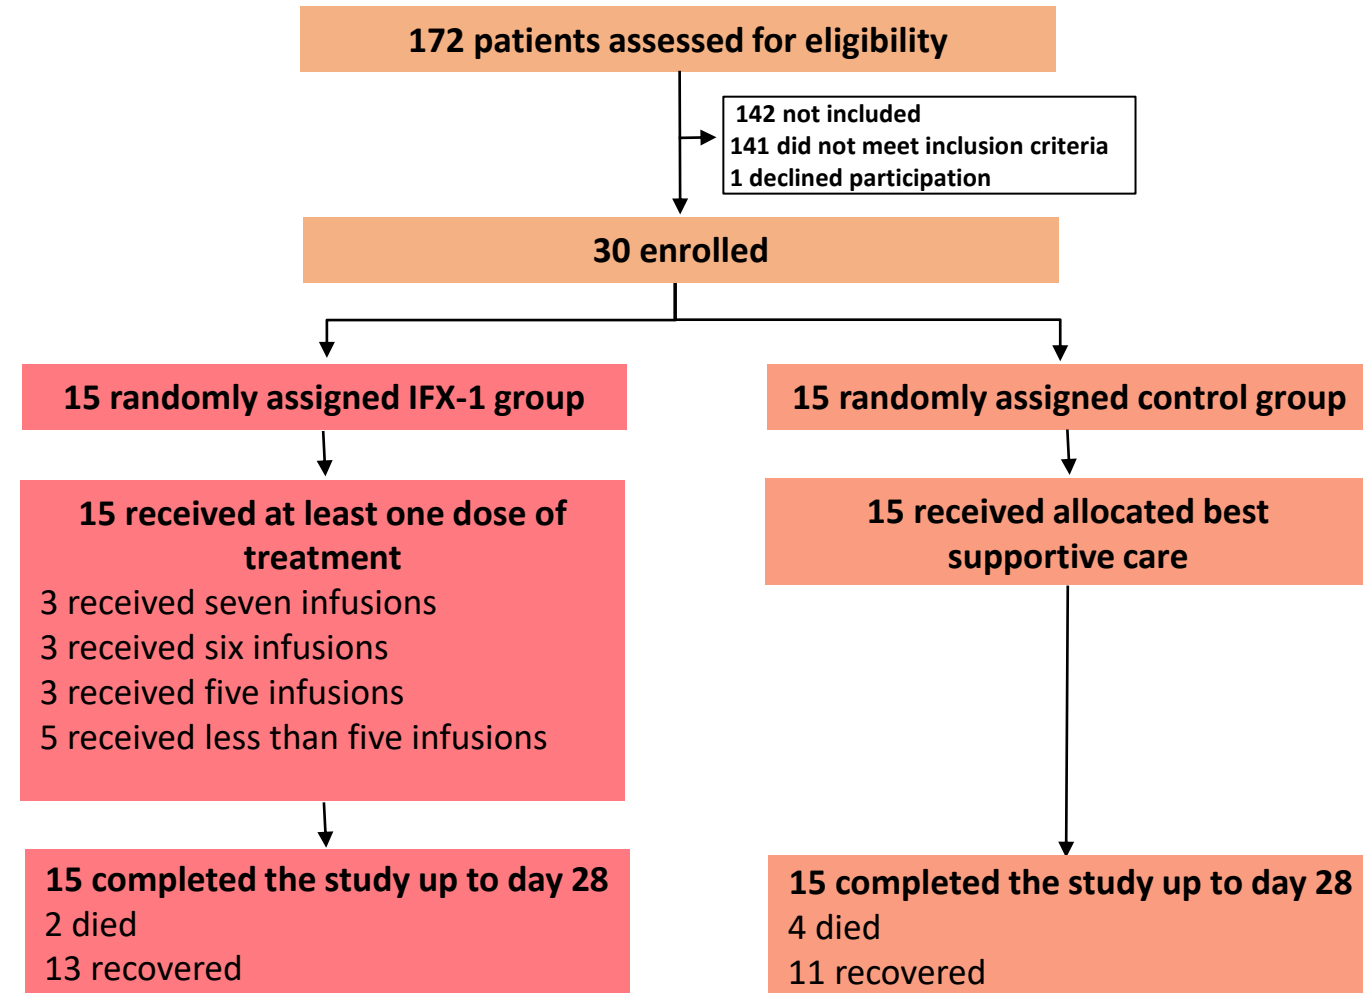 172 patients assessed for eligibility
142 not included
141 did not meet inclusion criteria
1 declined participation
30 enrolled
15 randomly assigned IFX-1 group
15 randomly assigned control group
15 received at least one dose of
treatment
3 received seven infusions
3 received six infusions
3 received five infusions
5 received less than five infusions
15 received allocated best
supportive care
15 completed the study up to day 28
2 died
13 recovered
15 completed the study up to day 28
4 died
11 recovered